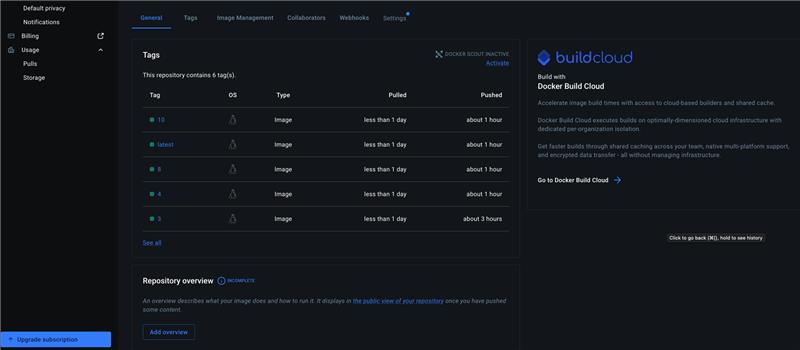 Default privacy
Notifications
Billing
Usage
Pulls
Storage
Upgrade subscription
General Tags Image Management Collaborators Webhooks Settings
Tags
DOCKER SCOUT INACTIVE
Activate
This repository contains 6 tag(s).
Tag OS Type Pulled Pushed
10 Image less than 1 day about 1 hour
latest Image less than 1 day about 1 hour
8 Image less than 1 day about 1 hour
4 Image less than 1 day about 1 hour
3 Image less than 1 day about 3 hours
See all
Repository overview INCOMPLETE
An overview describes what your image does and how to run it. It displays in the public view of your repository once you have pushed
some content.
Add overview
buildcloud
Build with
Docker Build Cloud
Accelerate image build times with access to cloud-based builders and shared cache.
Docker Build Cloud executes builds on optimally-dimensioned cloud infrastructure with
dedicated per-organization isolation.
Get faster builds through shared caching across your team, native multi-platform support,
and encrypted data transfer - all without managing infrastructure.
Go to Docker Build Cloud
Click to go back (⌘[), hold to see history